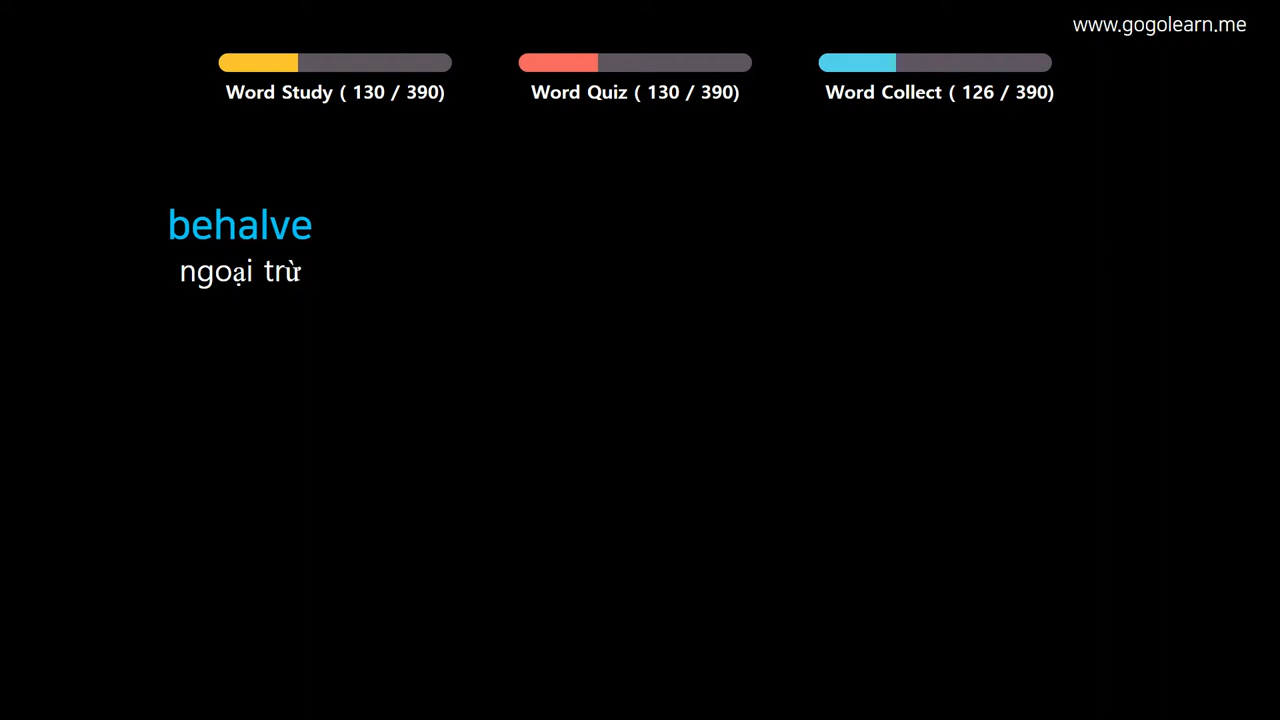 www.gogolearn.me
Word Study ( 130 / 390)
Word Quiz ( 130 / 390)
Word Collect ( 126 / 390)
behalve
ngoại trừ